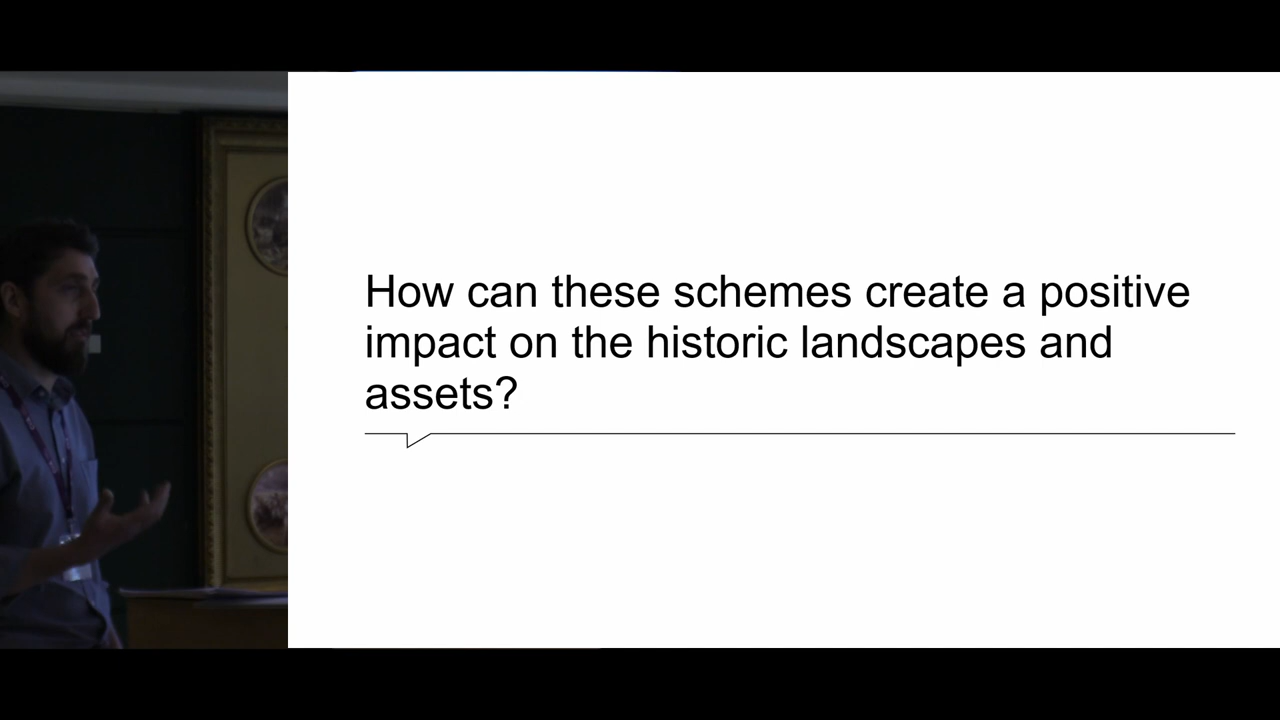 How can these schemes create a positive
impact on the historic landscapes and
assets?